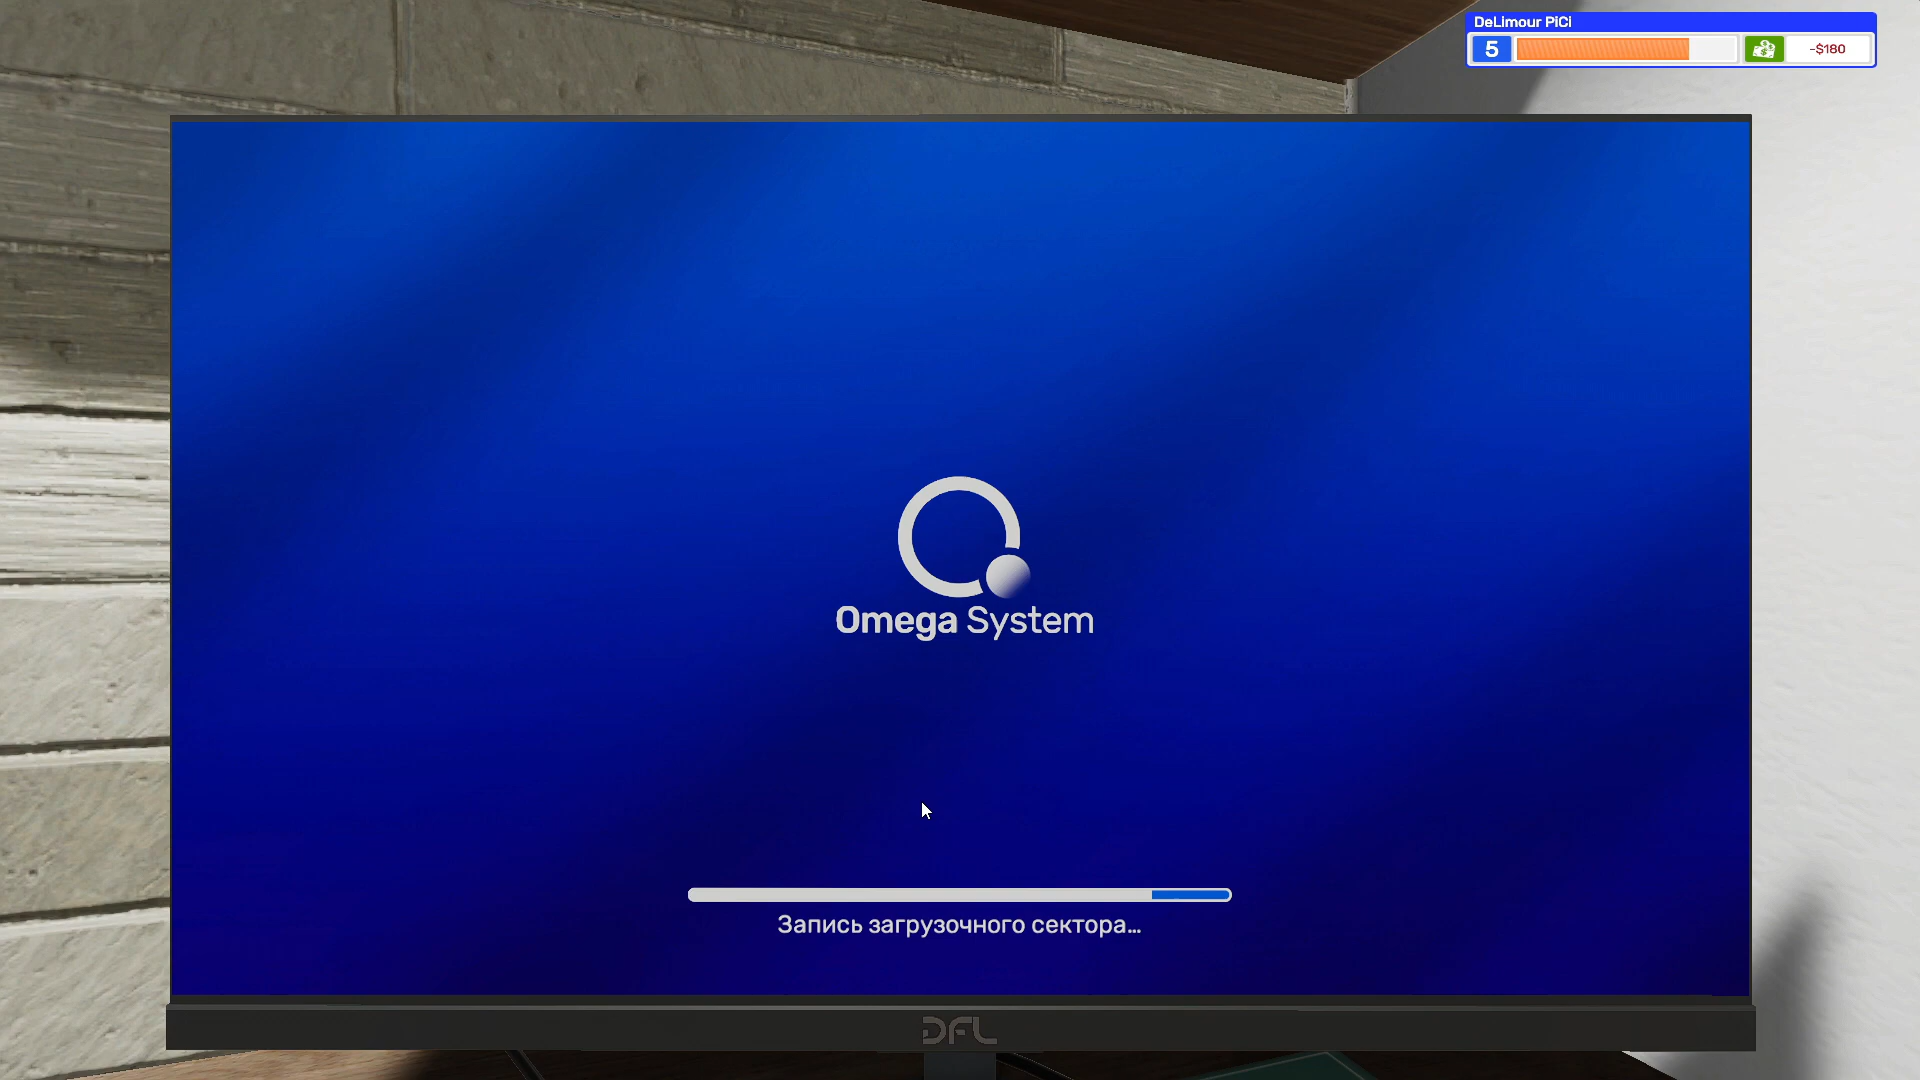 DeLimour PiCi
5
-$180
Omega System
Запись загрузочного сектора...
DFL